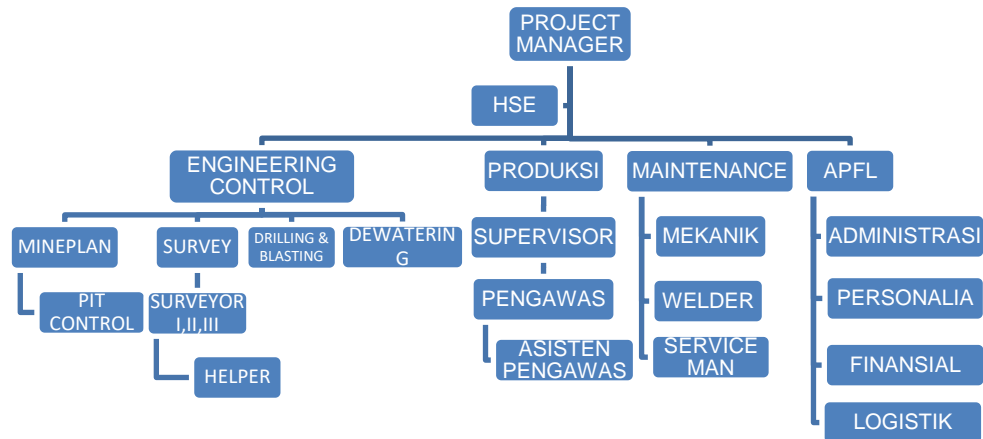 PROJECT
MANAGER
HSE
ENGINEERING
CONTROL
PRODUKSI
MAINTENANCE
APFL
MINEPLAN
SURVEY
DRILLING &
BLASTING
DEWATERIN
G
SUPERVISOR
MEKANIK
ADMINISTRASI
PIT
CONTROL
SURVEYOR
I,II,III
PENGAWAS
WELDER
PERSONALIA
HELPER
ASISTEN
PENGAWAS
SERVICE
MAN
FINANSIAL
LOGISTIK